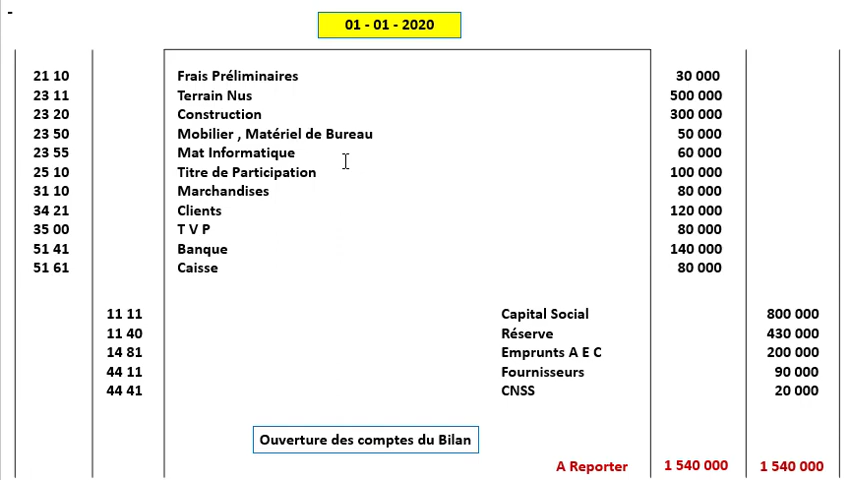 -
01 - 01 - 2020
21 10 Frais Préliminaires 30 000
23 11 Terrain Nus 500 000
23 20 Construction 300 000
23 50 Mobilier , Matériel de Bureau 50 000
23 55 Mat Informatique 60 000
25 10 Titre de Participation 100 000
31 10 Marchandises 80 000
34 21 Clients 120 000
35 00 T V P 80 000
51 41 Banque 140 000
51 61 Caisse 80 000
11 11 Capital Social 800 000
11 40 Réserve 430 000
14 81 Emprunts A E C 200 000
44 11 Fournisseurs 90 000
44 41 CNSS 20 000
Ouverture des comptes du Bilan
A Reporter 1 540 000 1 540 000